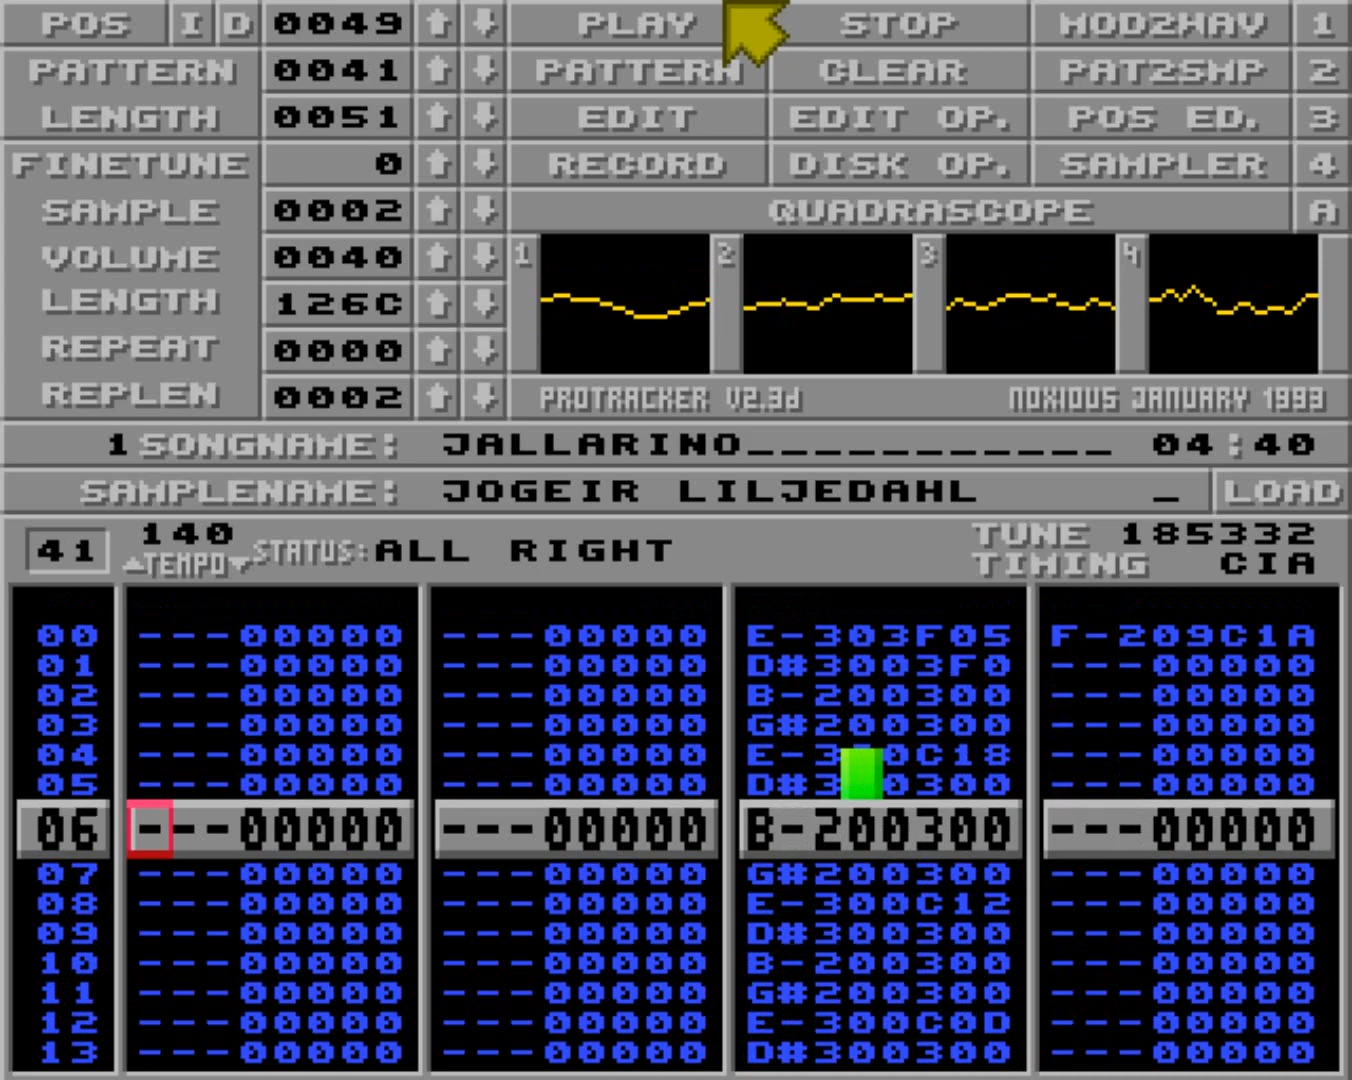 POS I D 0049 PLAY STOP MOD2WAV 1
PATTERN 0041 PATTERN CLEAR PAT2SMP 2
LENGTH 0051 EDIT EDIT OP. POS ED. 3
FINETUNE 0 RECORD DISK OP. SAMPLER 4
SAMPLE 0002 QUADRASCOPE A
VOLUME 0040 1 2 3 4
LENGTH 126C
REPEAT 0000
REPLEN 0002 PROTRACKER V2.3d NOXIOUS JANUARY 1993
1 SONGNAME: JALLARINO___________ 04:40
SAMPLENAME: JOGEIR LILJEDAHL _ LOAD
41 140 TEMPO STATUS: ALL RIGHT TUNE 185332
TIMING CIA
00 ---00000 ---00000 E-303F05 F-209C1A
01 ---00000 ---00000 D#3003F0 ---00000
02 ---00000 ---00000 B-200300 ---00000
03 ---00000 ---00000 G#200300 ---00000
04 ---00000 ---00000 E-300C18 ---00000
05 ---00000 ---00000 D#300300 ---00000
06 ---00000 ---00000 B-200300 ---00000
07 ---00000 ---00000 G#200300 ---00000
08 ---00000 ---00000 E-300C12 ---00000
09 ---00000 ---00000 D#300300 ---00000
10 ---00000 ---00000 B-200300 ---00000
11 ---00000 ---00000 G#200300 ---00000
12 ---00000 ---00000 E-300C0D ---00000
13 ---00000 ---00000 D#300300 ---00000